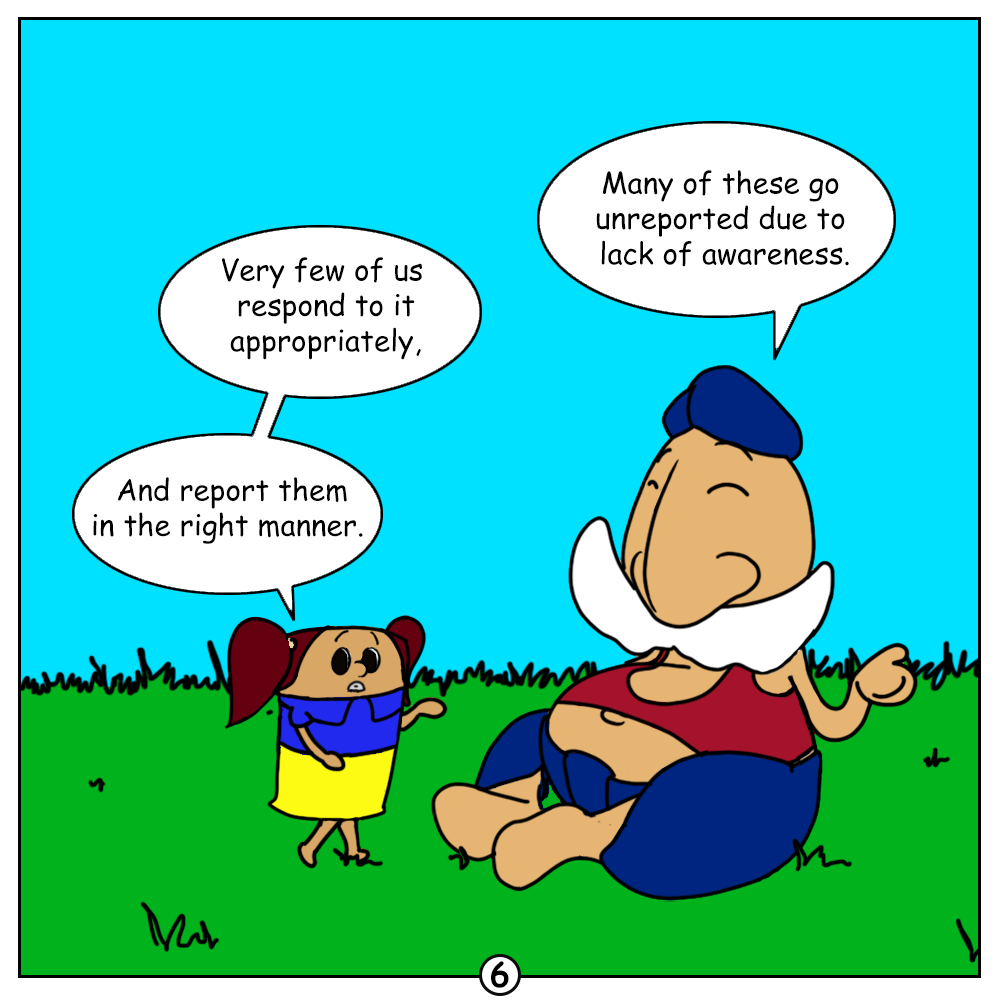 Very few of us
respond to it
appropriately,
And report them
in the right manner.
Many of these go
unreported due to
lack of awareness.
6